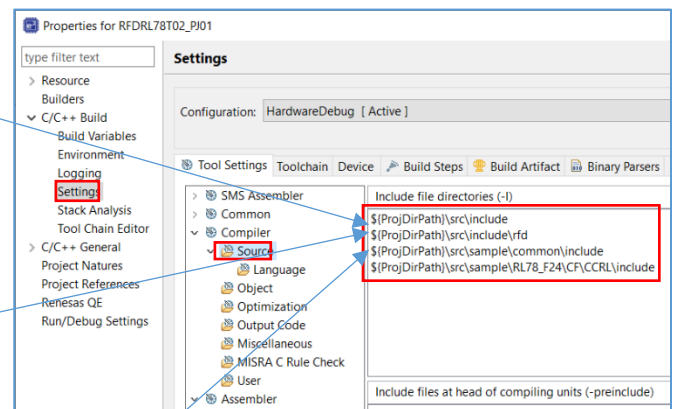 Properties for RFDRL78T02_PJ01
type filter text
Settings
Resource
Builders
C/C++ Build
Build Variables
Environment
Logging
Settings
Stack Analysis
Tool Chain Editor
C/C++ General
Project Natures
Project References
Renesas QE
Run/Debug Settings
Configuration: HardwareDebug [ Active ]
Tool Settings Toolchain Device Build Steps Build Artifact Binary Parsers
SMS Assembler
Common
Compiler
Source
Language
Object
Optimization
Output Code
Miscellaneous
MISRA C Rule Check
User
Assembler
Include file directories (-I)
${ProjDirPath}\src\include
${ProjDirPath}\src\include\rfd
${ProjDirPath}\src\sample\common\include
${ProjDirPath}\src\sample\RL78_F24\CF\CCRL\include
Include files at head of compiling units (-preinclude)